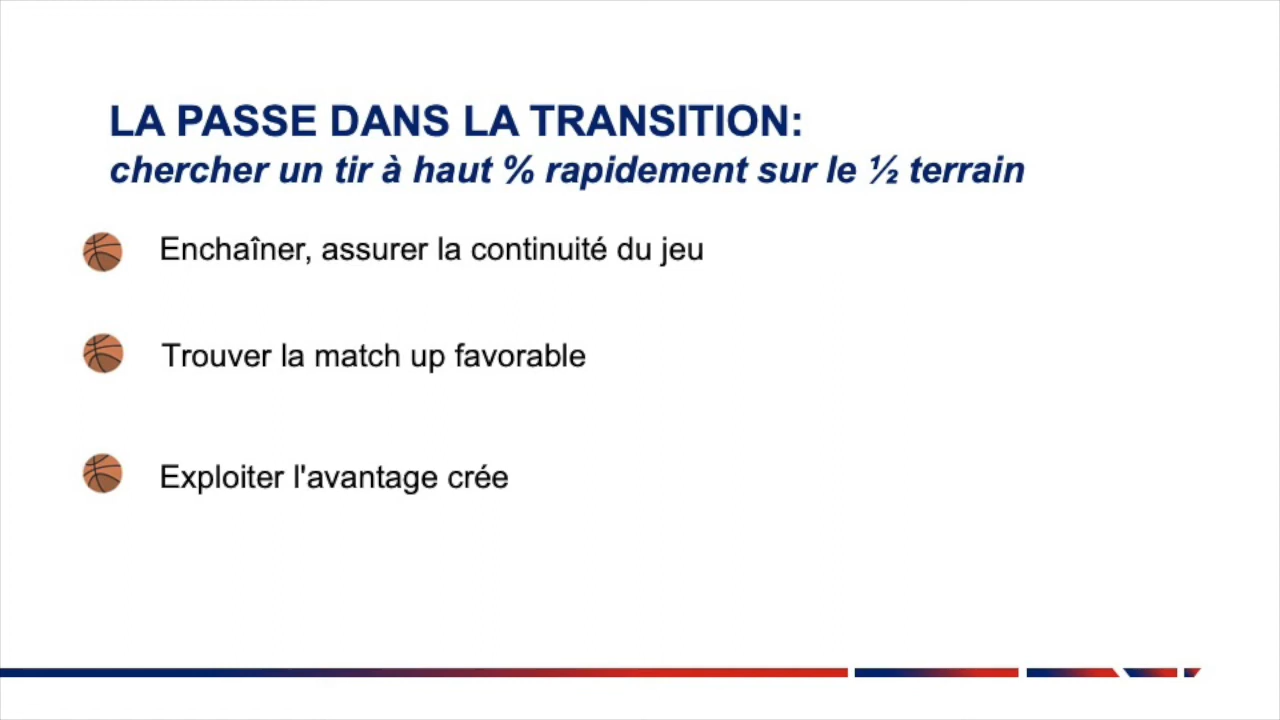 LA PASSE DANS LA TRANSITION:
chercher un tir à haut % rapidement sur le ½ terrain
Enchaîner, assurer la continuité du jeu
Trouver la match up favorable
Exploiter l'avantage crée